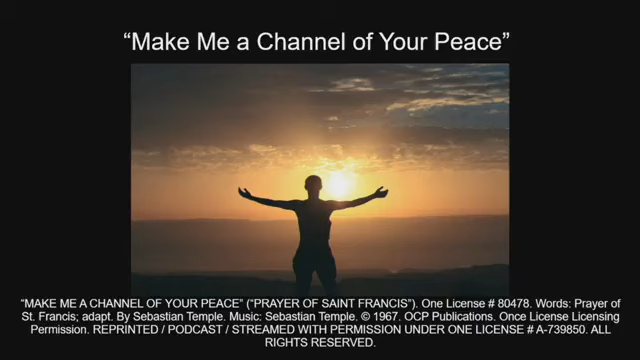 “Make Me a Channel of Your Peace”
“MAKE ME A CHANNEL OF YOUR PEACE” (“PRAYER OF SAINT FRANCIS”). One License # 80478. Words: Prayer of
St. Francis; adapt. By Sebastian Temple. Music: Sebastian Temple. © 1967. OCP Publications. Once License Licensing
Permission. REPRINTED / PODCAST / STREAMED WITH PERMISSION UNDER ONE LICENSE # A-739850. ALL
RIGHTS RESERVED.